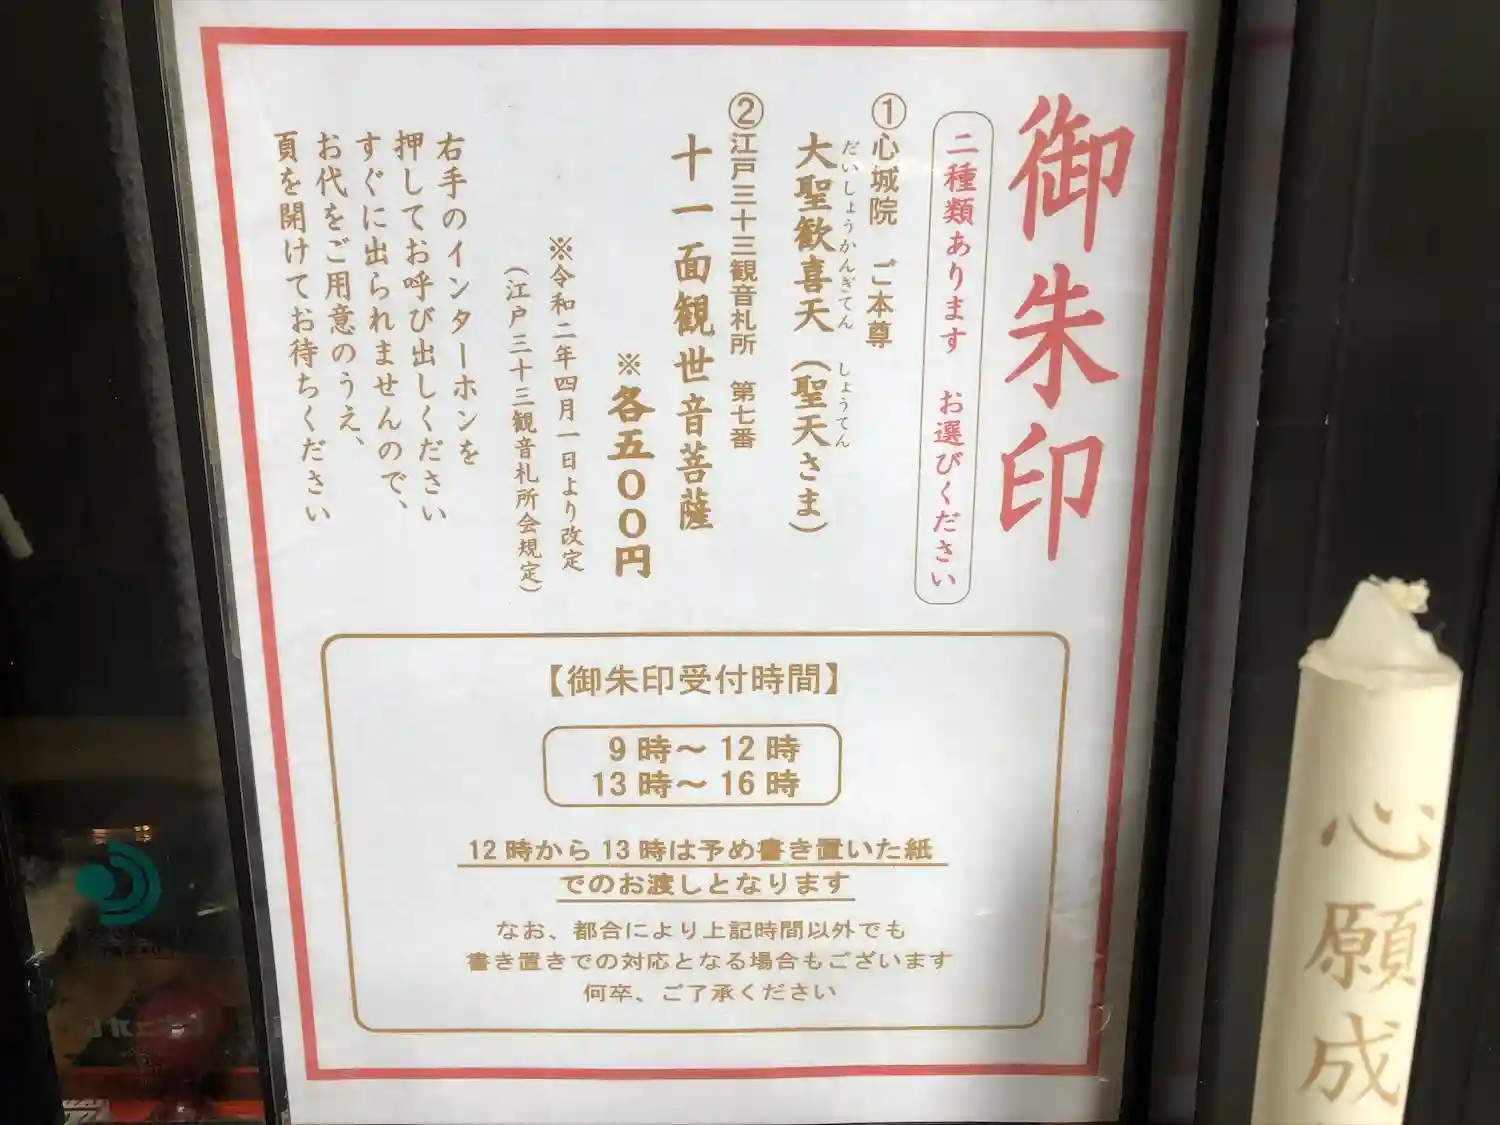 御朱印
二種類あります お選びください
①心城院 ご本尊
だいしょうかんぎてん しょうてん
大聖歓喜天（聖天さま）
②江戸三十三観音札所 第七番
十一面観世音菩薩
※各五００円
※令和二年四月一日より改定
（江戸三十三観音札所会規定）
右手のインターホンを
押してお呼び出しください
すぐに出られませんので、
お代をご用意のうえ、
頁を開けてお待ちください
【御朱印受付時間】
9時～12時
13時～16時
12時から13時は予め書き置いた紙
でのお渡しとなります
なお、都合により上記時間以外でも
書き置きでの対応となる場合もございます
何卒、ご了承ください
心願成